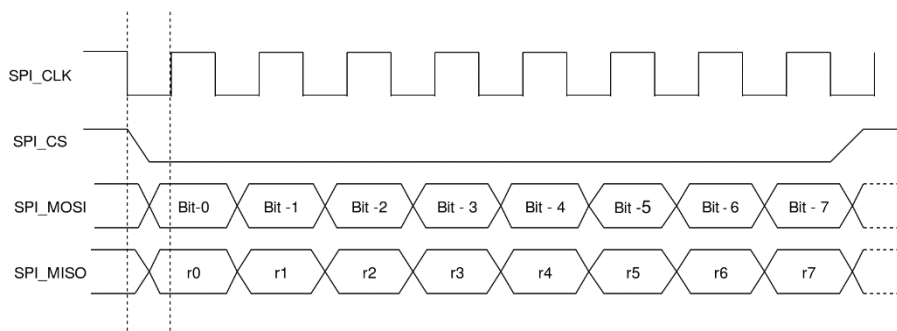 SPI_CLK
SPI_CS
SPI_MOSI Bit-0 Bit -1 Bit -2 Bit - 3 Bit - 4 Bit -5 Bit - 6 Bit - 7
SPI_MISO r0 r1 r2 r3 r4 r5 r6 r7